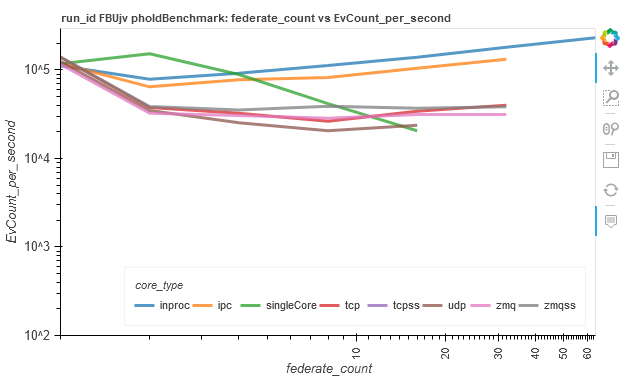 run_id FBUjv pholdBenchmark: federate_count vs EvCount_per_second
10^5
10^4
10^3
10^2
EvCount_per_second
core_type
inproc ipc singleCore tcp tcpss udp zmq zmqss
10 20 30 40 50 60
federate_count